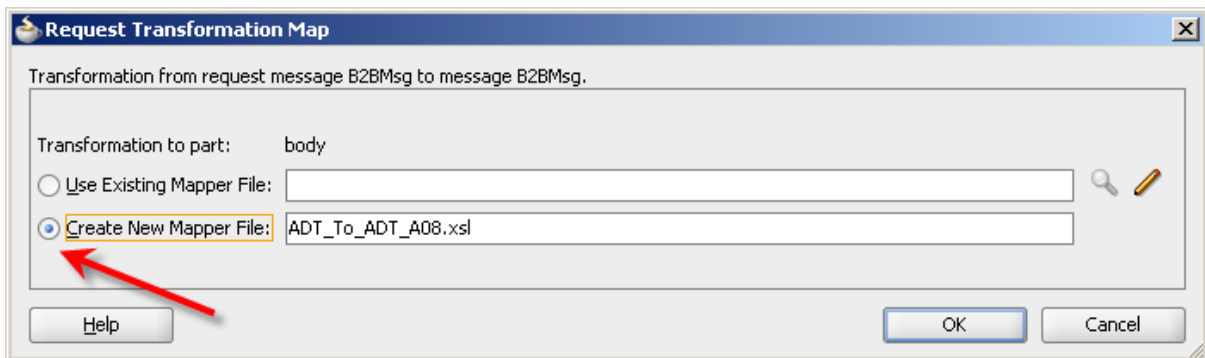 Request Transformation Map
Transformation from request message B2BMsg to message B2BMsg.
Transformation to part: body
Use Existing Mapper File:
Create New Mapper File: ADT_To_ADT_A08.xsl
Help OK Cancel